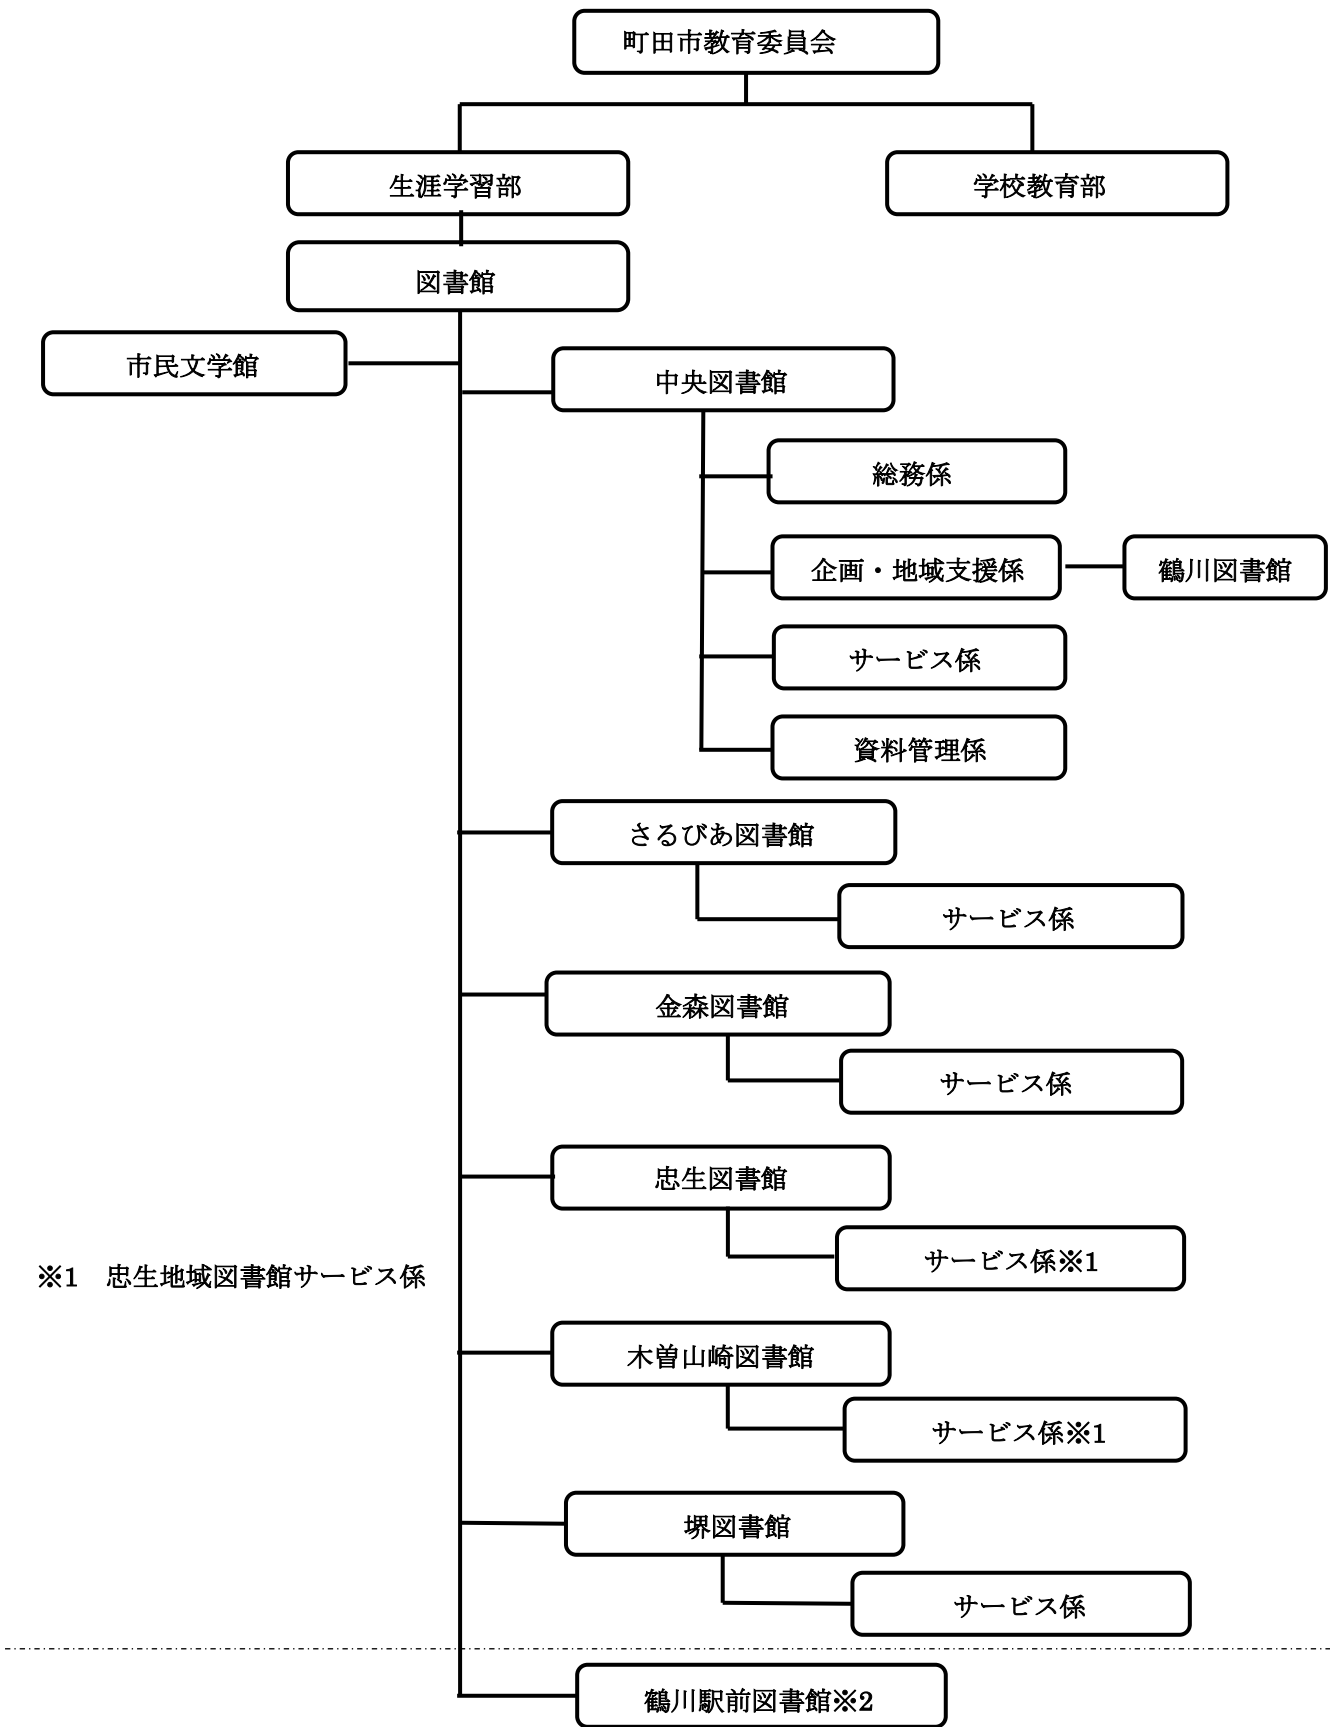 町田市教育委員会
生涯学習部
学校教育部
図書館
市民文学館
中央図書館
総務係
企画・地域支援係
鶴川図書館
サービス係
資料管理係
さるびあ図書館
サービス係
金森図書館
サービス係
忠生図書館
サービス係※1
※1　忠生地域図書館サービス係
木曽山崎図書館
サービス係※1
堺図書館
サービス係
鶴川駅前図書館※2